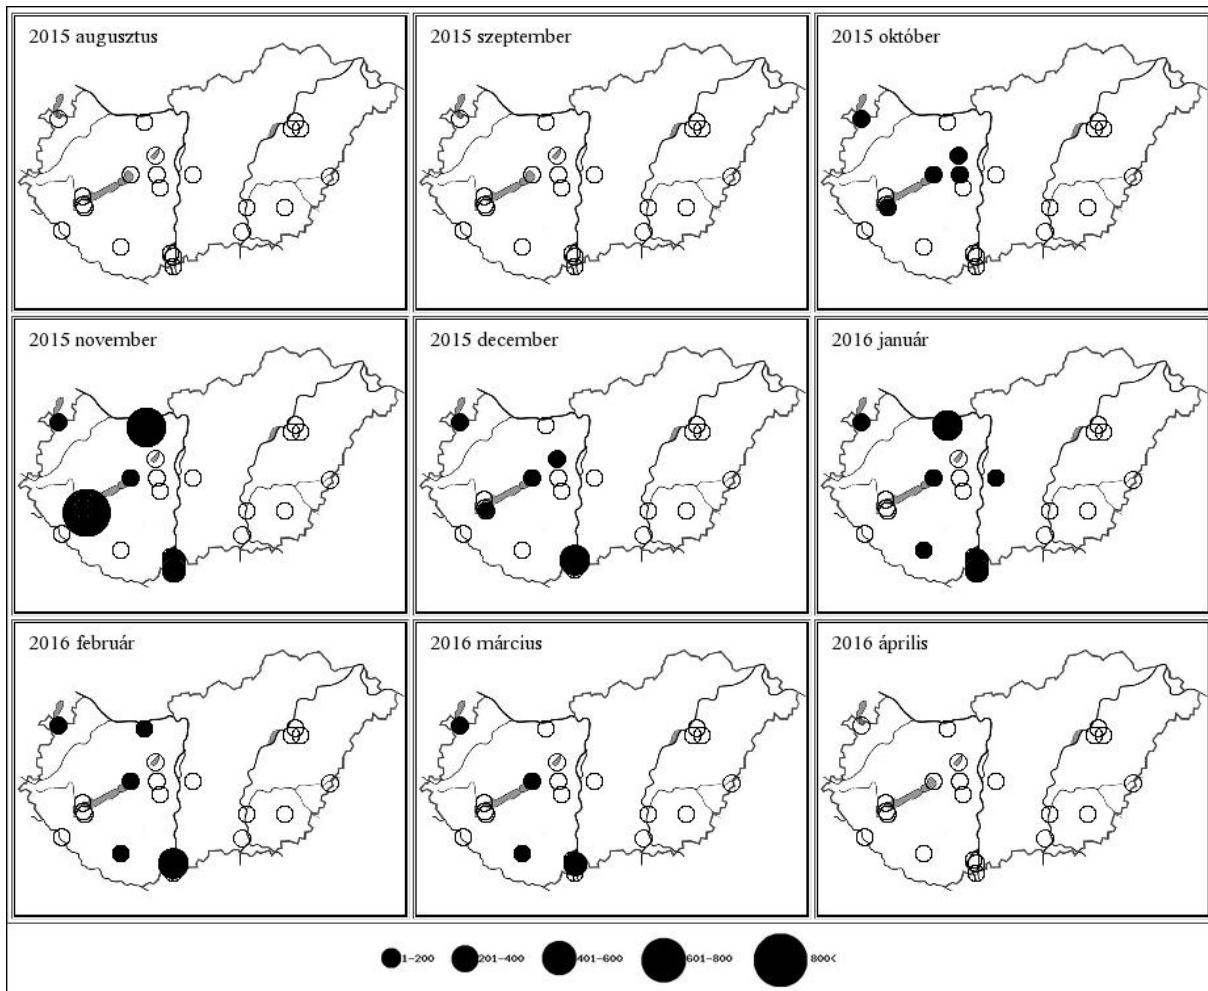 2015 augusztus
2015 szeptember
2015 október
2015 november
2015 december
2016 január
2016 február
2016 március
2016 április
1-200
201-400
401-600
601-800
800<